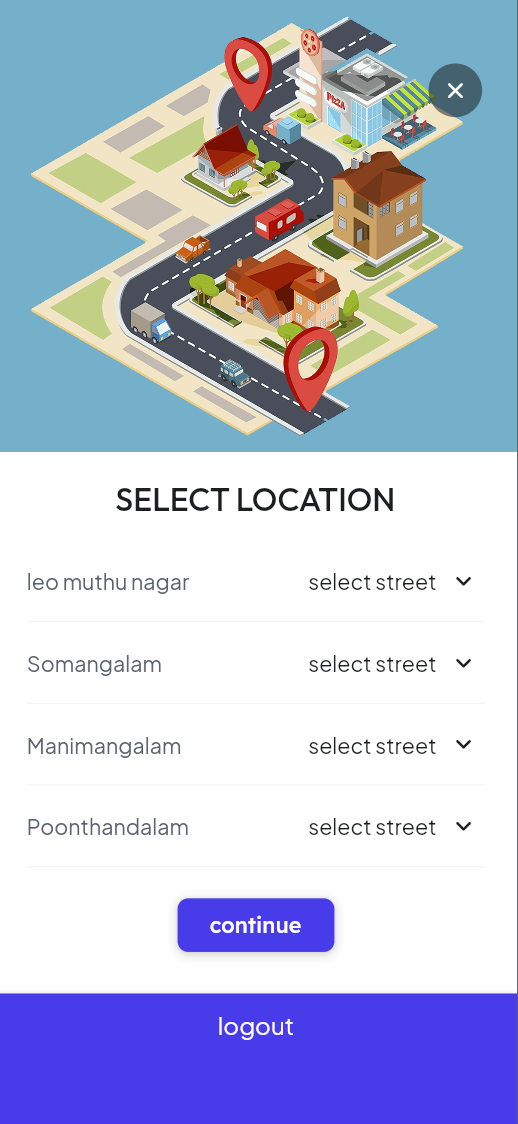 PizzA
SELECT LOCATION
leo muthu nagar select street
Somangalam select street
Manimangalam select street
Poonthandalam select street
continue
logout